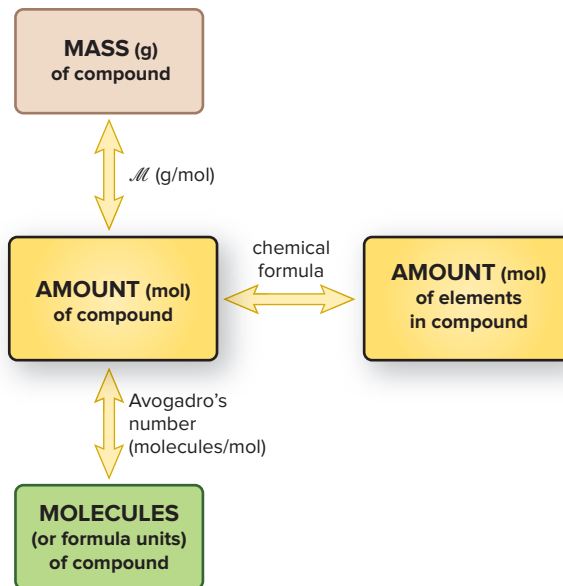 MASS (g)
of compound
ℳ (g/mol)
AMOUNT (mol)
of compound
chemical
formula
AMOUNT (mol)
of elements
in compound
Avogadro’s
number
(molecules/mol)
MOLECULES
(or formula units)
of compound